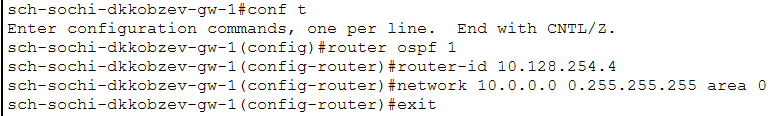 sch-sochi-dkkobzev-gw-1#conf t
Enter configuration commands, one per line.  End with CNTL/Z.
sch-sochi-dkkobzev-gw-1(config)#router ospf 1
sch-sochi-dkkobzev-gw-1(config-router)#router-id 10.128.254.4
sch-sochi-dkkobzev-gw-1(config-router)#network 10.0.0.0 0.255.255.255 area 0
sch-sochi-dkkobzev-gw-1(config-router)#exit